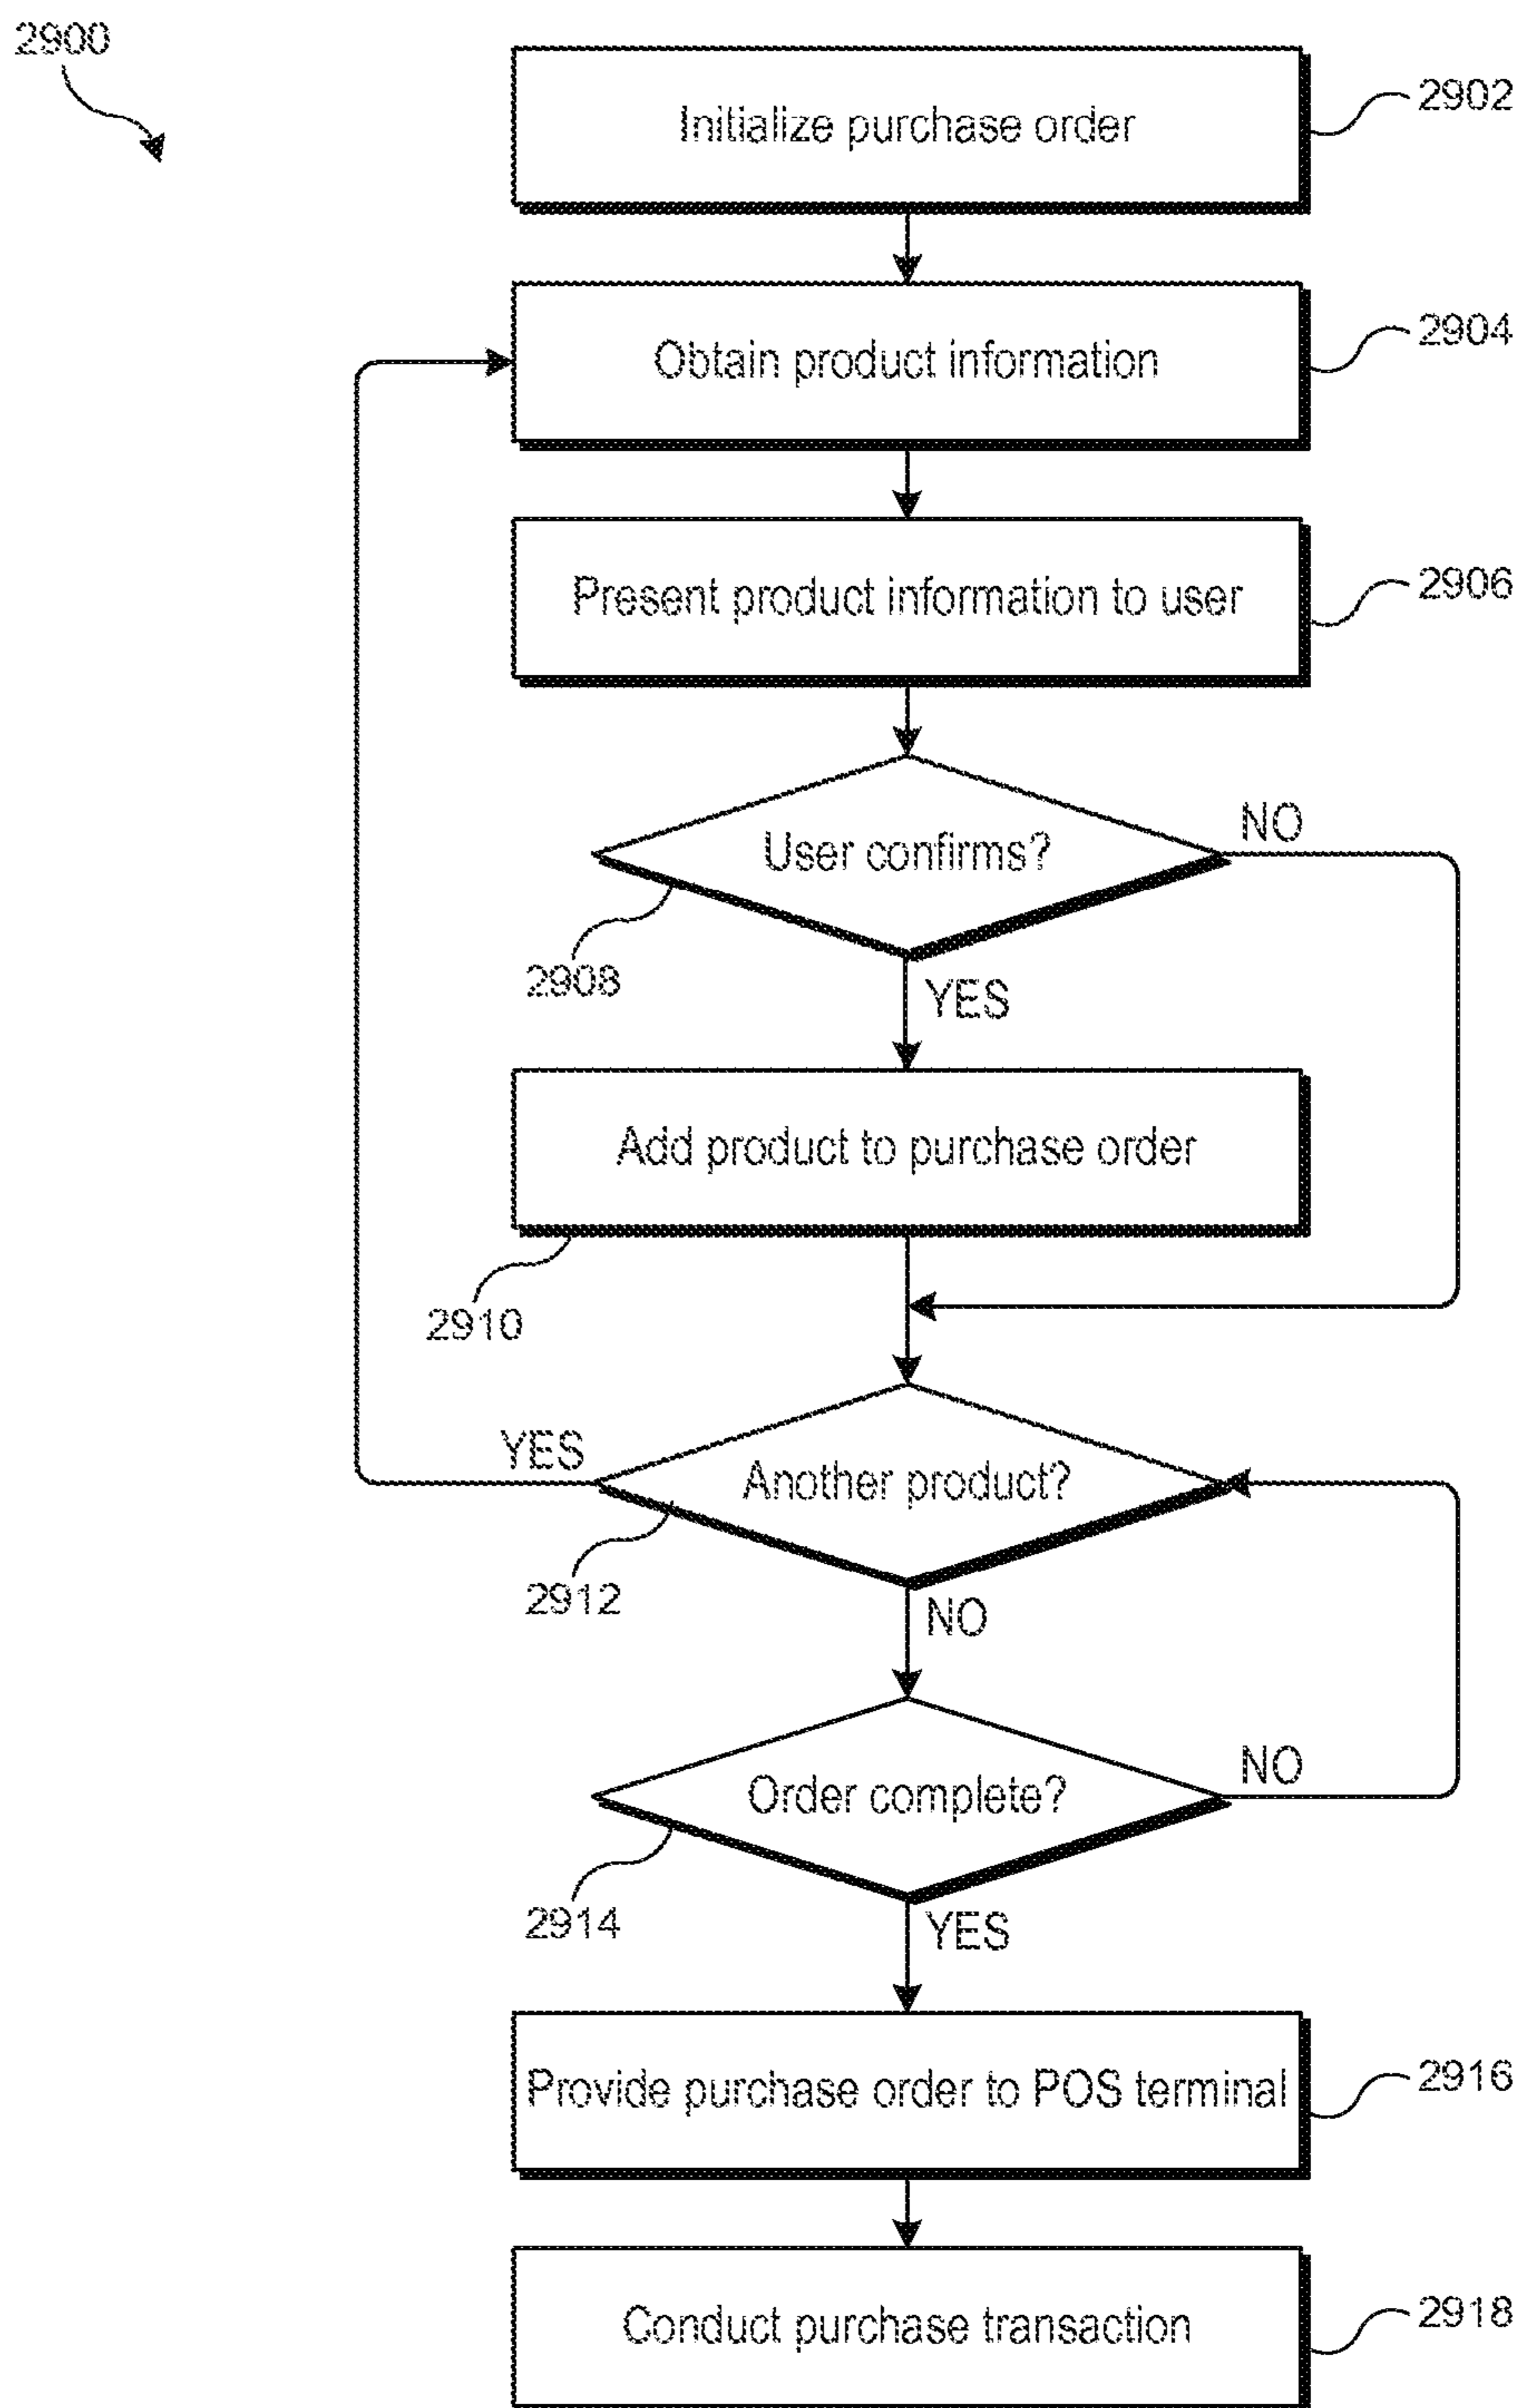 2900
Initialize purchase order
2902
Obtain product information
2904
Present product information to user
2906
User confirms?
NO
2908
YES
Add product to purchase order
2910
YES
Another product?
2912
NO
Order complete?
NO
2914
YES
Provide purchase order to POS terminal
2916
Conduct purchase transaction
2918